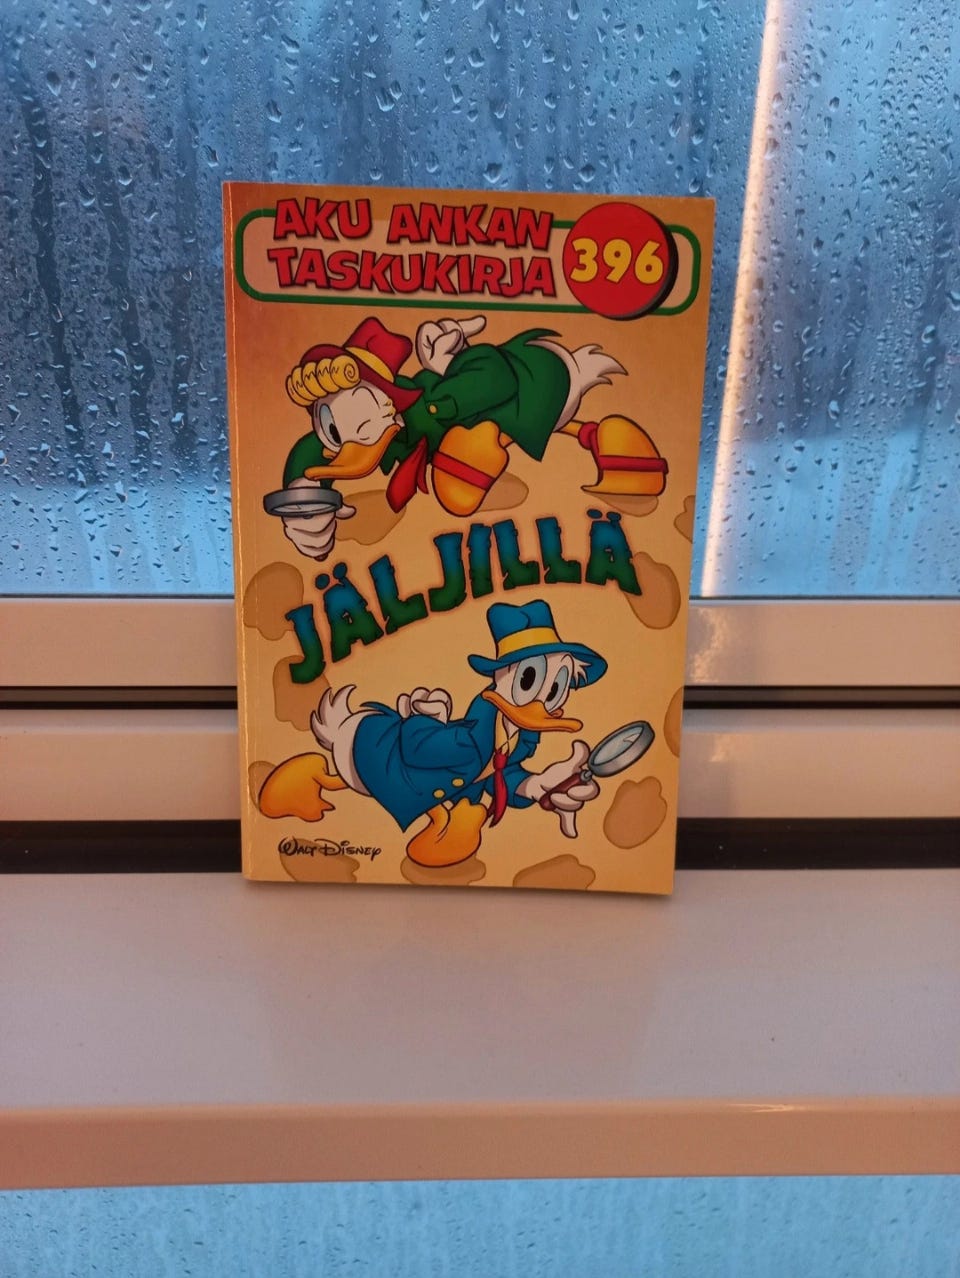 AKU ANKAN
TASKUKIRJA
396
JÄLJILLÄ
WALT DISNEY